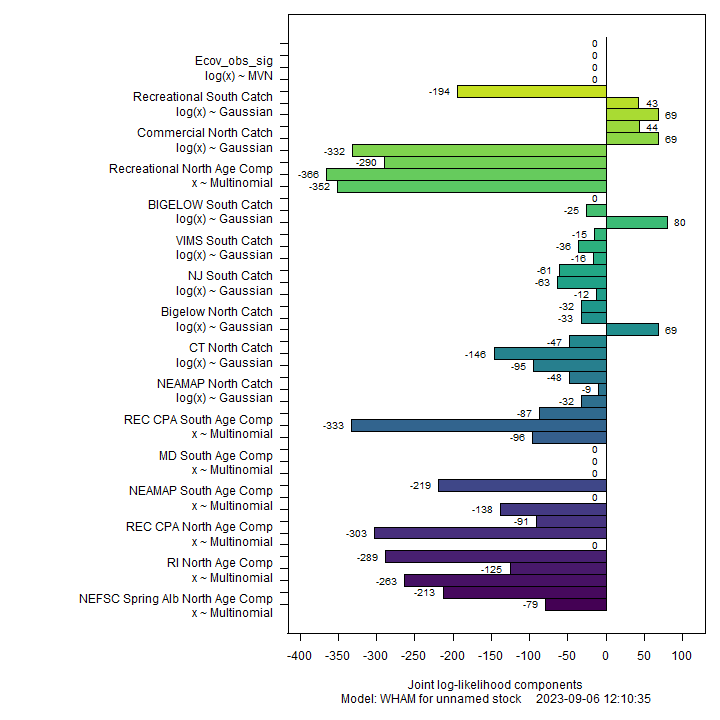 0
0
Ecov_obs_sig
0
log(x) ~ MVN
0
-194
Recreational South Catch
43
log(x) ~ Gaussian
69
Commercial North Catch
44
69
log(x) ~ Gaussian
-332
-290
Recreational North Age Comp
-366
x ~ Multinomial
-352
0
BIGELOW South Catch
-25
log(x) ~ Gaussian
80
-15
VIMS South Catch
-36
log(x) ~ Gaussian
-16
NJ South Catch
-61
-63
log(x) ~ Gaussian
-12
-32
Bigelow North Catch
-33
log(x) ~ Gaussian
69
-47
CT North Catch
-146
log(x) ~ Gaussian
-95
-48
NEAMAP North Catch
-9
log(x) ~ Gaussian
-32
-87
REC CPA South Age Comp
-333
x ~ Multinomial
-96
0
MD South Age Comp
0
x ~ Multinomial
0
-219
NEAMAP South Age Comp
0
x ~ Multinomial
-138
-91
REC CPA North Age Comp
-303
x ~ Multinomial
0
-289
RI North Age Comp
-125
x ~ Multinomial
-263
-213
NEFSC Spring Alb North Age Comp
-79
x ~ Multinomial
-400 -350 -300 -250 -200 -150 -100 -50 0 50 100
Joint log-likelihood components
Model: WHAM for unnamed stock 2023-09-06 12:10:35